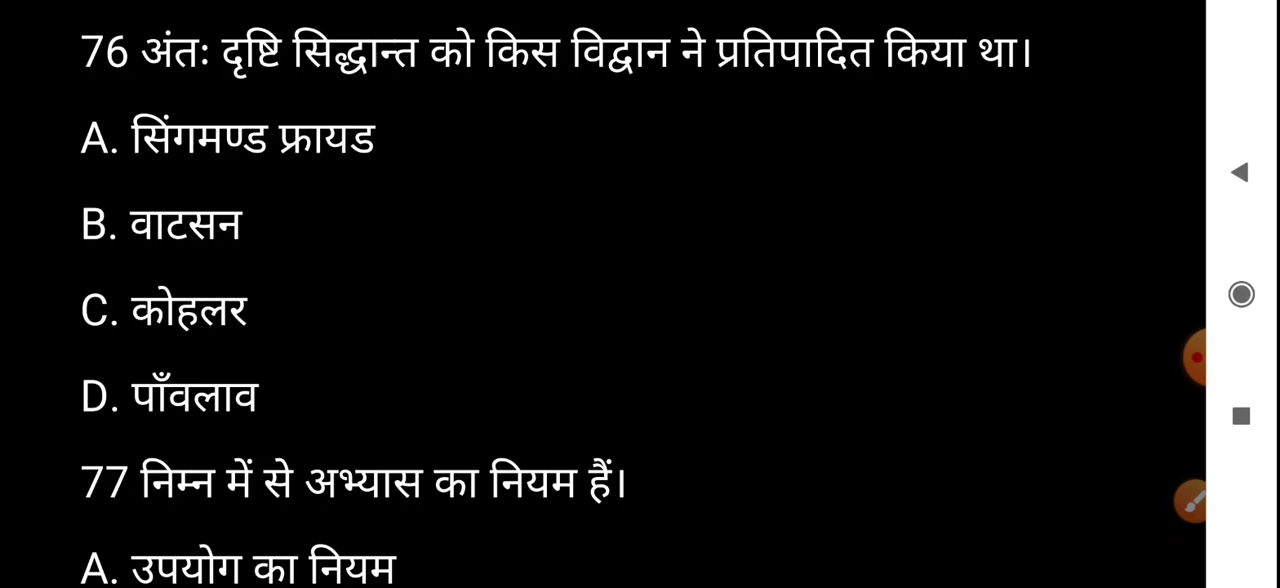 76 अंतः दृष्टि सिद्धान्त को किस विद्वान ने प्रतिपादित किया था।
A. सिंगमण्ड फ्रायड
B. वाटसन
C. कोहलर
D. पाँवलाव
77 निम्न में से अभ्यास का नियम हैं।
A. उपयोग का नियम